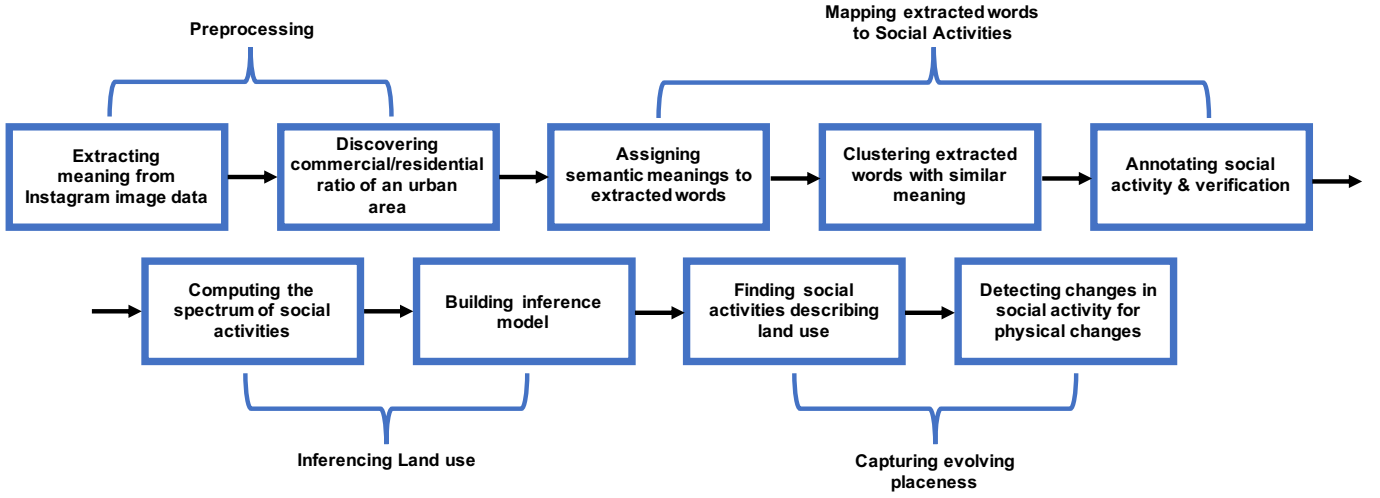 Preprocessing
Mapping extracted words
to Social Activities
Extracting
meaning from
Instagram image data
Discovering
commercial/residential
ratio of an urban
area
Assigning
semantic meanings to
extracted words
Clustering extracted
words with similar
meaning
Annotating social
activity & verification
Computing the
spectrum of social
activities
Building inference
model
Finding social
activities describing
land use
Detecting changes in
social activity for
physical changes
Inferencing Land use
Capturing evolving
placeness